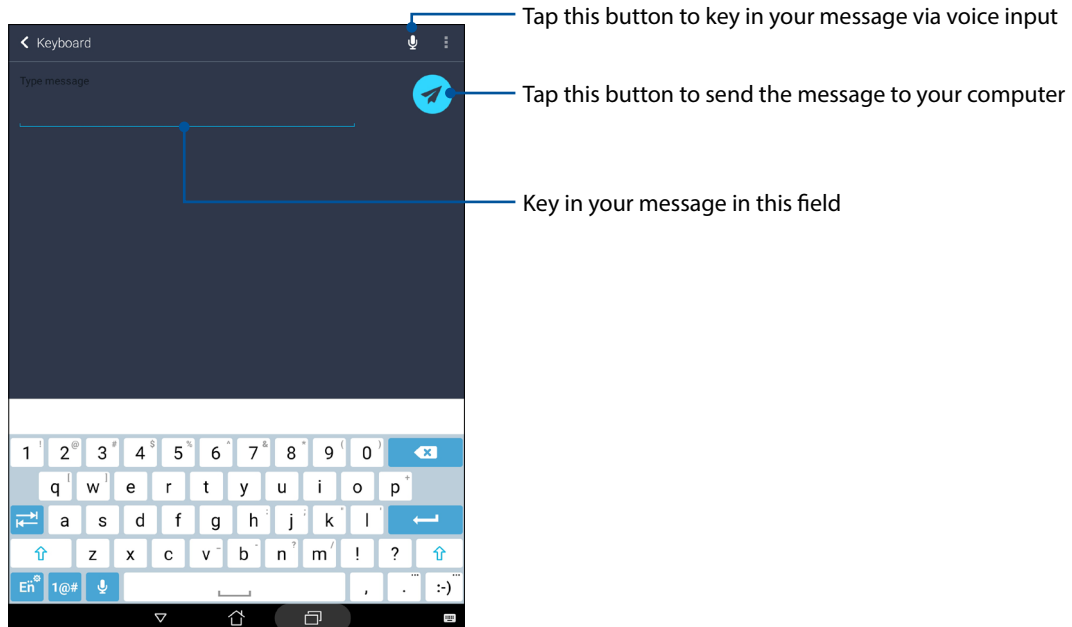 Tap this button to key in your message via voice input
Keyboard
Type message
Tap this button to send the message to your computer
Key in your message in this field
1 ! 2 @ 3 # 4 $ 5 % 6 ^ 7 & 8 * 9 ( 0 )
q [ w ] e r t y u i o p +
a s d f g h : j ; k " l '
z x c v - b n ? m / ! ?
En 1@# , . ... :-) ...